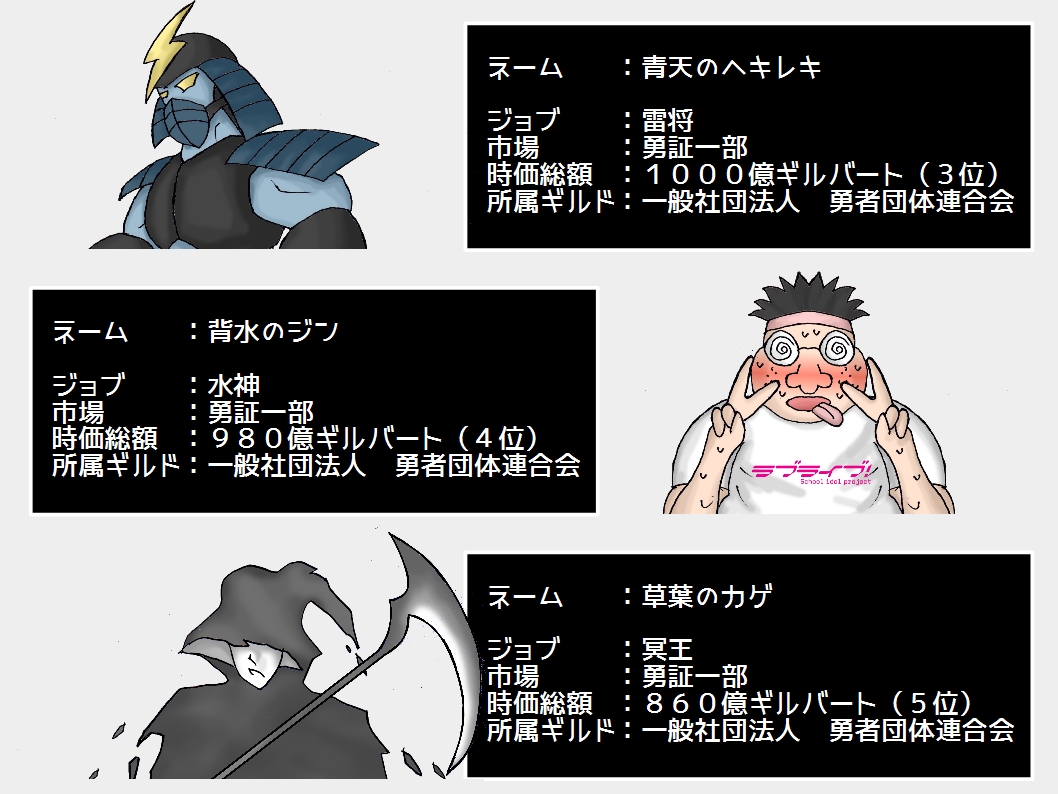 ネーム　　：青天のヘキレキ
ジョブ　　：雷将
市場　　　：勇証一部
時価総額　：１０００億ギルバート（３位）
所属ギルド：一般社団法人　勇者団体連合会
ネーム　　：背水のジン
ジョブ　　：水神
市場　　　：勇証一部
時価総額　：９８０億ギルバート（４位）
所属ギルド：一般社団法人　勇者団体連合会
ラブライブ!
School idol project
ネーム　　：草葉のカゲ
ジョブ　　：冥王
市場　　　：勇証一部
時価総額　：８６０億ギルバート（５位）
所属ギルド：一般社団法人　勇者団体連合会